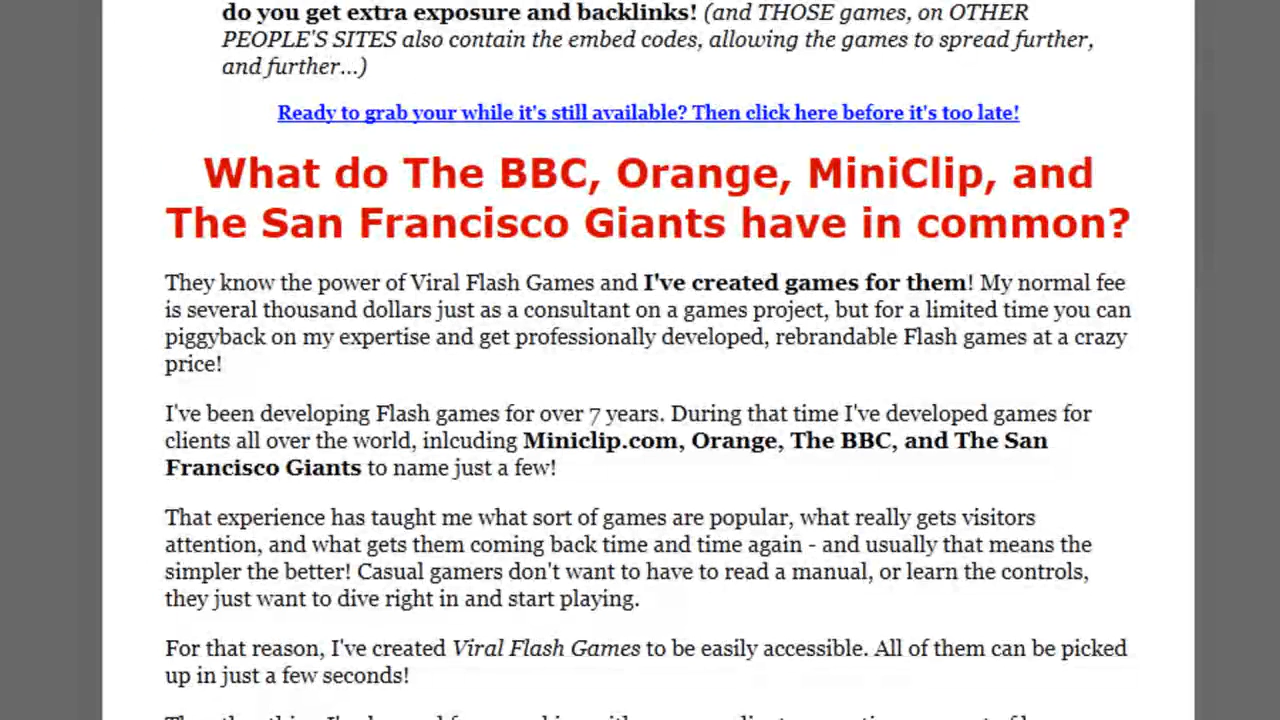 do you get extra exposure and backlinks! (and THOSE games, on OTHER
PEOPLE'S SITES also contain the embed codes, allowing the games to spread further,
and further...)
Ready to grab your while it's still available? Then click here before it's too late!
What do The BBC, Orange, MiniClip, and
The San Francisco Giants have in common?
They know the power of Viral Flash Games and I've created games for them! My normal fee
is several thousand dollars just as a consultant on a games project, but for a limited time you can
piggyback on my expertise and get professionally developed, rebrandable Flash games at a crazy
price!
I've been developing Flash games for over 7 years. During that time I've developed games for
clients all over the world, inlcuding Miniclip.com, Orange, The BBC, and The San
Francisco Giants to name just a few!
That experience has taught me what sort of games are popular, what really gets visitors
attention, and what gets them coming back time and time again - and usually that means the
simpler the better! Casual gamers don't want to have to read a manual, or learn the controls,
they just want to dive right in and start playing.
For that reason, I've created Viral Flash Games to be easily accessible. All of them can be picked
up in just a few seconds!